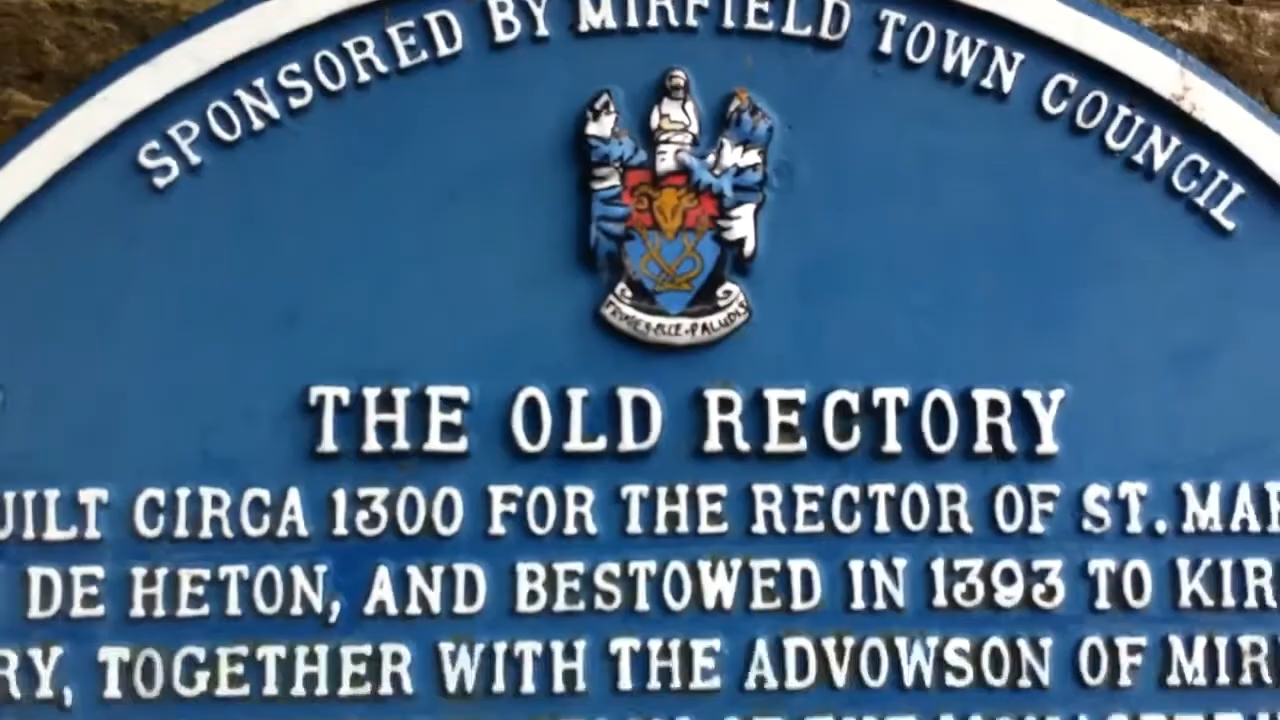 SPONSORED BY MIRFIELD TOWN COUNCIL
THE OLD RECTORY
UILT CIRCA 1300 FOR THE RECTOR OF ST. MAR
DE HETON, AND BESTOWED IN 1393 TO KIR
RY, TOGETHER WITH THE ADVOWSON OF MIR